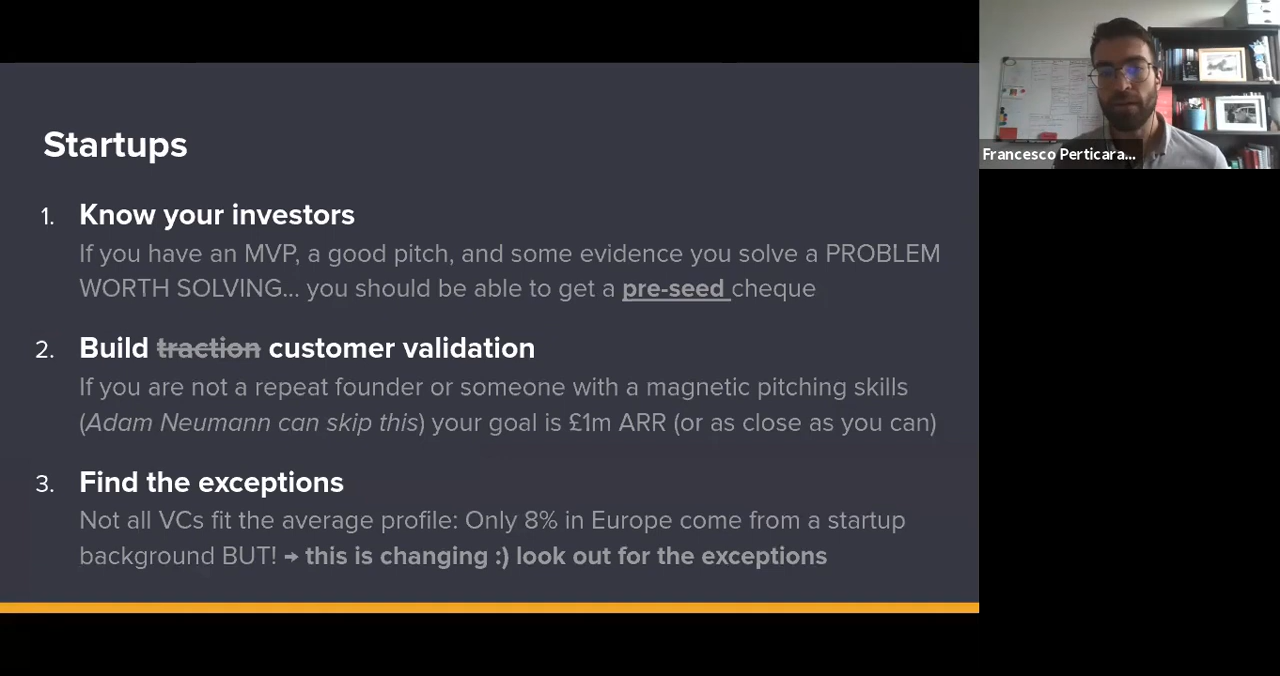 Startups
1. Know your investors
If you have an MVP, a good pitch, and some evidence you solve a PROBLEM
WORTH SOLVING... you should be able to get a pre-seed cheque
2. Build traction customer validation
If you are not a repeat founder or someone with a magnetic pitching skills
(Adam Neumann can skip this) your goal is £1m ARR (or as close as you can)
3. Find the exceptions
Not all VCs fit the average profile: Only 8% in Europe come from a startup
background BUT! → this is changing :) look out for the exceptions
Francesco Perticara...